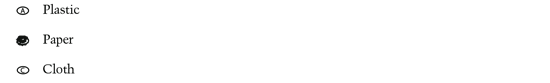 Ⓐ Plastic
Paper
Ⓒ Cloth